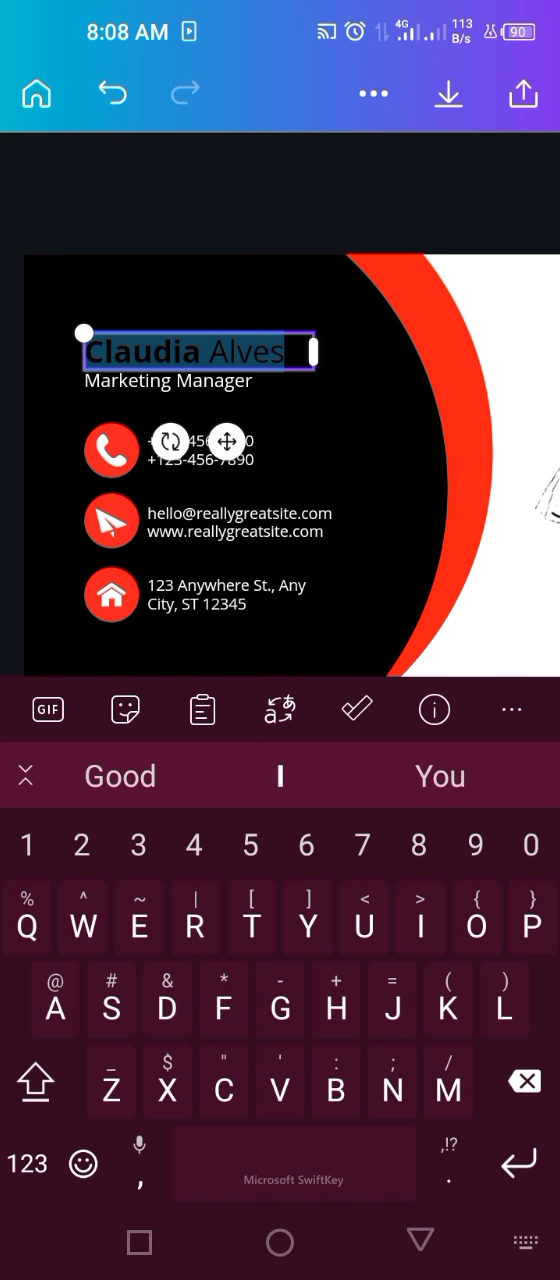 8:08 AM
4G
113
B/s
90
Claudia Alves
Marketing Manager
+123-456-7890
hello@reallygreatsite.com
www.reallygreatsite.com
123 Anywhere St., Any
City, ST 12345
GIF
Good
I
You
1 2 3 4 5 6 7 8 9 0
% ^ ~ | [ ] < > { }
Q W E R T Y U I O P
@ # & * - + = ( )
A S D F G H J K L
_ $ " ' : ; /
Z X C V B N M
,!?
123 , .
Microsoft SwiftKey